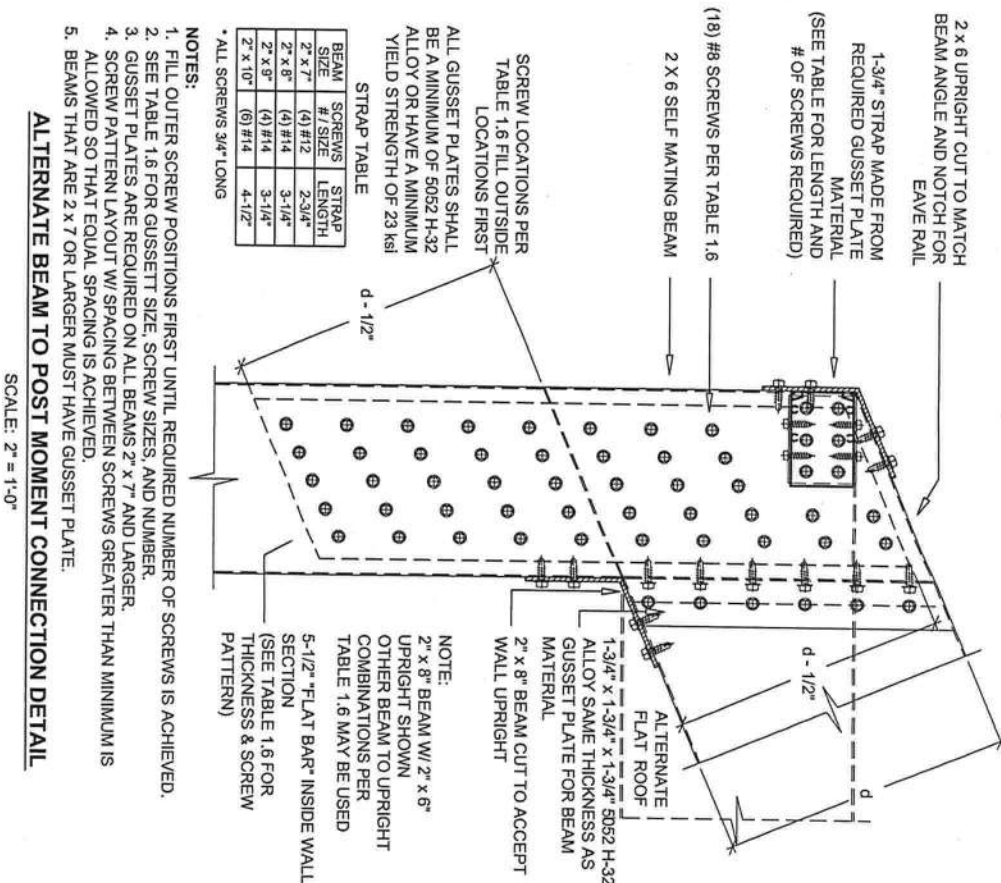 2 x 6 UPRIGHT CUT TO MATCH
BEAM ANGLE AND NOTCH FOR
EAVE RAIL
1-3/4" STRAP MADE FROM
REQUIRED GUSSET PLATE
MATERIAL
(SEE TABLE FOR LENGTH AND
# OF SCREWS REQUIRED)
(18) #8 SCREWS PER TABLE 1.6
2 X 6 SELF MATING BEAM
SCREW LOCATIONS PER
TABLE 1.6 FILL OUTSIDE
LOCATIONS FIRST
ALL GUSSET PLATES SHALL
BE A MINIMUM OF 5052 H-32
ALLOY OR HAVE A MINIMUM
YIELD STRENGTH OF 23 ksi
d - 1/2"
d - 1/2"
d
ALTERNATE
FLAT ROOF
1-3/4" x 1-3/4" x 1-3/4" 5052 H-32
ALLOY SAME THICKNESS AS
GUSSET PLATE FOR BEAM
MATERIAL
2" x 8" BEAM CUT TO ACCEPT
WALL UPRIGHT
NOTE:
2" x 8" BEAM W/ 2" x 6"
UPRIGHT SHOWN
OTHER BEAM TO UPRIGHT
COMBINATIONS PER
TABLE 1.6 MAY BE USED
5-1/2" "FLAT BAR" INSIDE WALL
SECTION
(SEE TABLE 1.6 FOR
THICKNESS & SCREW
PATTERN)
STRAP TABLE
BEAM SIZE SCREWS # / SIZE STRAP LENGTH
2" x 7" (4) #12 2-3/4"
2" x 8" (4) #14 3-1/4"
2" x 9" (4) #14 3-1/4"
2" x 10" (6) #14 4-1/2"
* ALL SCREWS 3/4" LONG
NOTES:
1. FILL OUTER SCREW POSITIONS FIRST UNTIL REQUIRED NUMBER OF SCREWS IS ACHIEVED.
2. SEE TABLE 1.6 FOR GUSSETT SIZE, SCREW SIZES, AND NUMBER.
3. GUSSET PLATES ARE REQUIRED ON ALL BEAMS 2" x 7" AND LARGER.
4. SCREW PATTERN LAYOUT W/ SPACING BETWEEN SCREWS GREATER THAN MINIMUM IS
ALLOWED SO THAT EQUAL SPACING IS ACHIEVED.
5. BEAMS THAT ARE 2 x 7 OR LARGER MUST HAVE GUSSET PLATE.
ALTERNATE BEAM TO POST MOMENT CONNECTION DETAIL
SCALE: 2" = 1'-0"